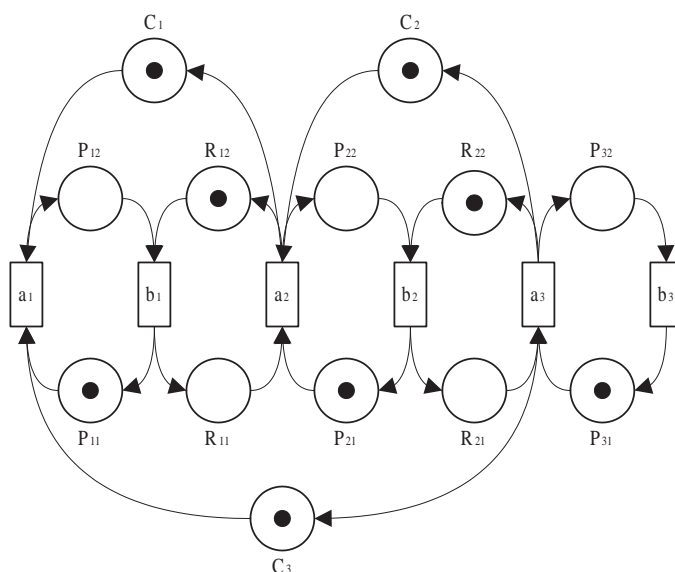 C1 C2
P12 R12 P22 R22 P32
a1 b1 a2 b2 a3 b3
P11 R11 P21 R21 P31
C3